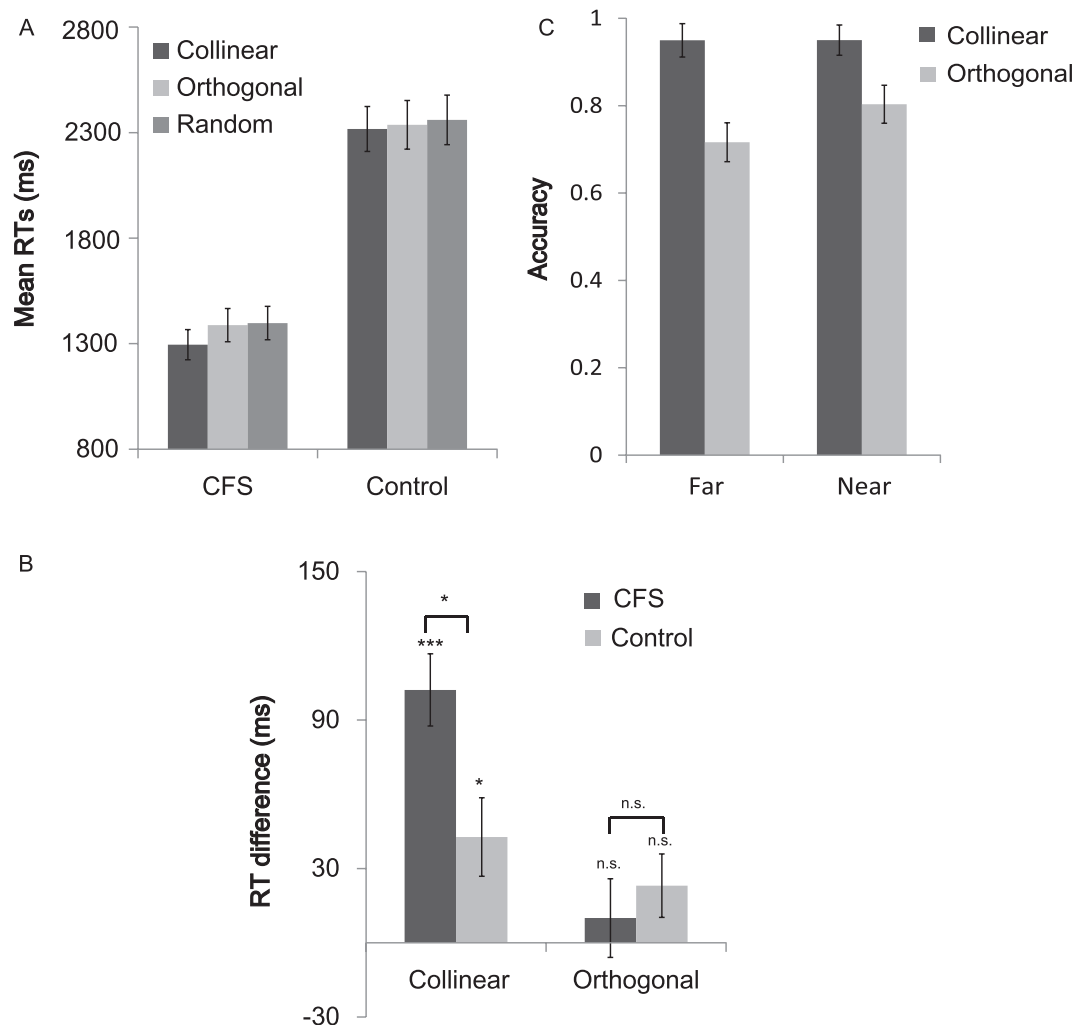 A
2800
Collinear
Orthogonal
Random
2300
1800
1300
800
Mean RTs (ms)
CFS Control
C
1
Collinear
Orthogonal
0.8
0.6
0.4
0.2
0
Accuracy
Far Near
B
150
CFS
Control
*
***
90
*
n.s.
n.s.
n.s.
30
RT difference (ms)
Collinear Orthogonal
-30